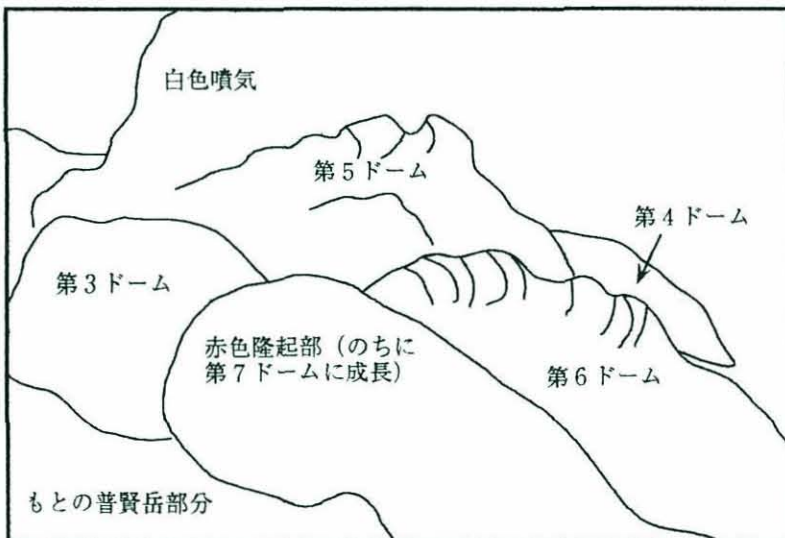 白色噴気
第5ドーム
第4ドーム
第3ドーム
赤色隆起部（のちに
第7ドームに成長）
第6ドーム
もとの普賢岳部分